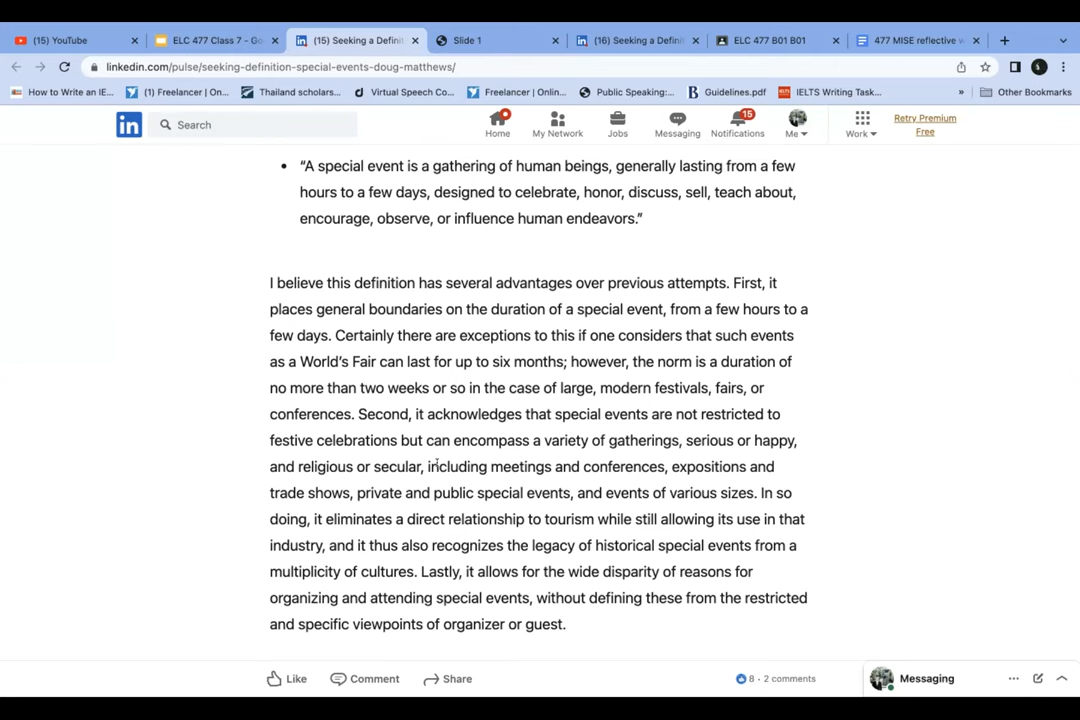 (15) YouTube
ELC 477 Class 7 - Go
(15) Seeking a Definit
Slide 1
(16) Seeking a Definit
ELC 477 B01 B01
477 MISE reflective w
linkedin.com/pulse/seeking-definition-special-events-doug-matthews/
How to Write an IE...
(1) Freelancer | On...
Thailand scholars...
Virtual Speech Co...
Freelancer | Onlin...
Public Speaking:...
Guidelines.pdf
IELTS Writing Task...
»
Other Bookmarks
in
Search
Home
My Network
Jobs
Messaging
15
Notifications
Me
Work
Retry Premium
Free
• “A special event is a gathering of human beings, generally lasting from a few
hours to a few days, designed to celebrate, honor, discuss, sell, teach about,
encourage, observe, or influence human endeavors.”
I believe this definition has several advantages over previous attempts. First, it
places general boundaries on the duration of a special event, from a few hours to a
few days. Certainly there are exceptions to this if one considers that such events
as a World’s Fair can last for up to six months; however, the norm is a duration of
no more than two weeks or so in the case of large, modern festivals, fairs, or
conferences. Second, it acknowledges that special events are not restricted to
festive celebrations but can encompass a variety of gatherings, serious or happy,
and religious or secular, including meetings and conferences, expositions and
trade shows, private and public special events, and events of various sizes. In so
doing, it eliminates a direct relationship to tourism while still allowing its use in that
industry, and it thus also recognizes the legacy of historical special events from a
multiplicity of cultures. Lastly, it allows for the wide disparity of reasons for
organizing and attending special events, without defining these from the restricted
and specific viewpoints of organizer or guest.
Like
Comment
Share
8 · 2 comments
Messaging